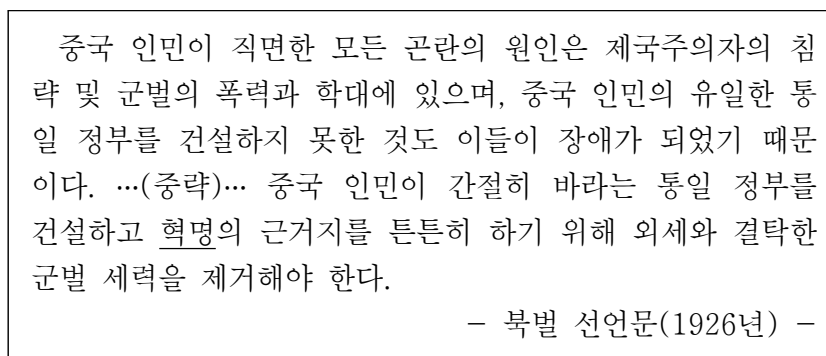 중국 인민이 직면한 모든 곤란의 원인은 제국주의자의 침
략 및 군벌의 폭력과 학대에 있으며, 중국 인민의 유일한 통
일 정부를 건설하지 못한 것도 이들이 장애가 되었기 때문
이다. …(중략)… 중국 인민이 간절히 바라는 통일 정부를
건설하고 혁명의 근거지를 튼튼히 하기 위해 외세와 결탁한
군벌 세력을 제거해야 한다.
- 북벌 선언문(1926년) -